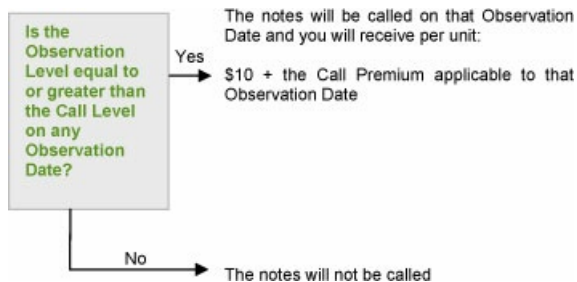 Is the
Observation
Level equal to
or greater than
the Call Level
on any
Observation
Date?
Yes
The notes will be called on that Observation
Date and you will receive per unit:
$10 + the Call Premium applicable to that
Observation Date
No
The notes will not be called